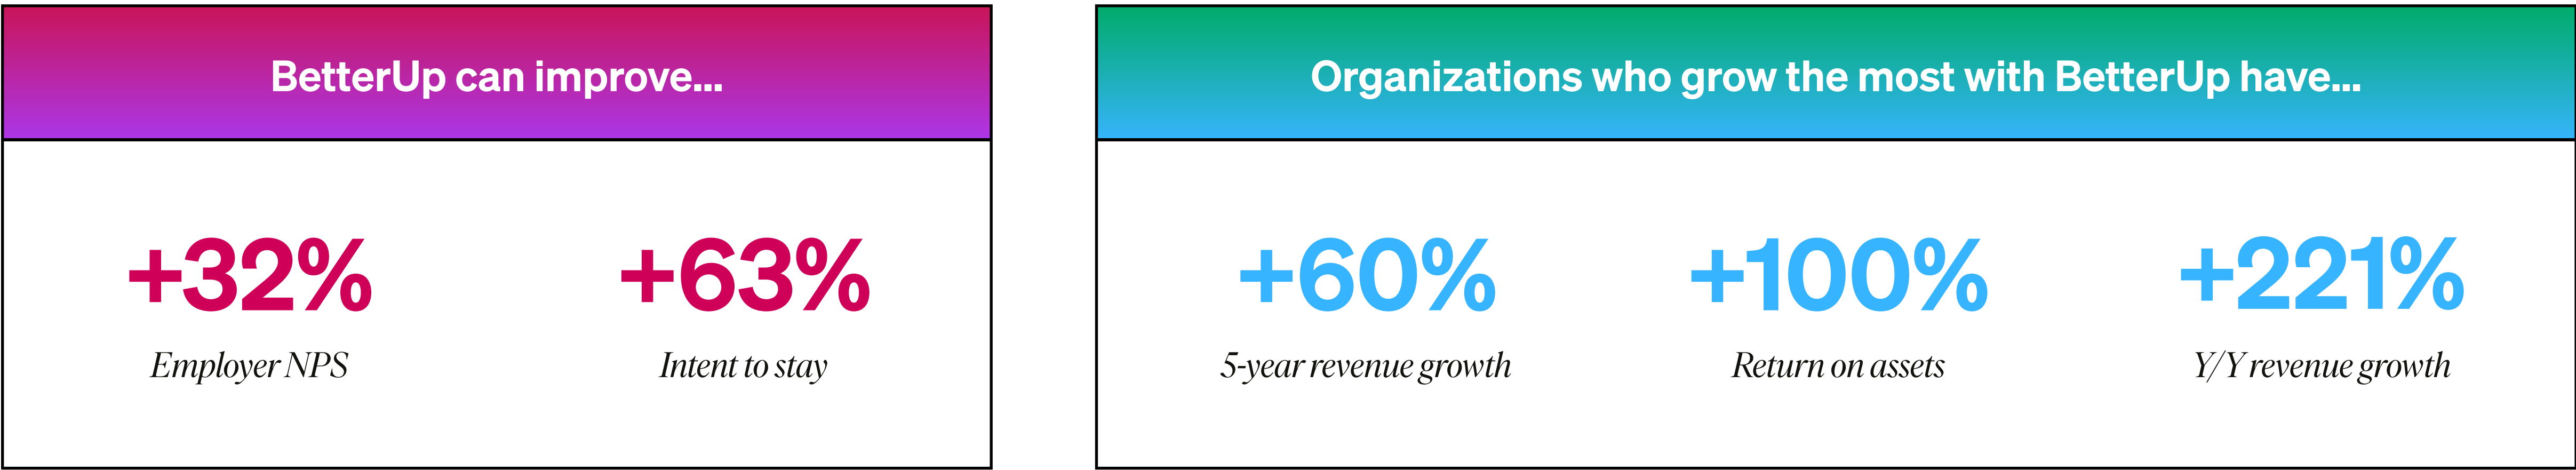 BetterUp can improve...
+32%
Employer NPS
+63%
Intent to stay
Organizations who grow the most with BetterUp have...
+60%
5-year revenue growth
+100%
Return on assets
+221%
Y/Y revenue growth